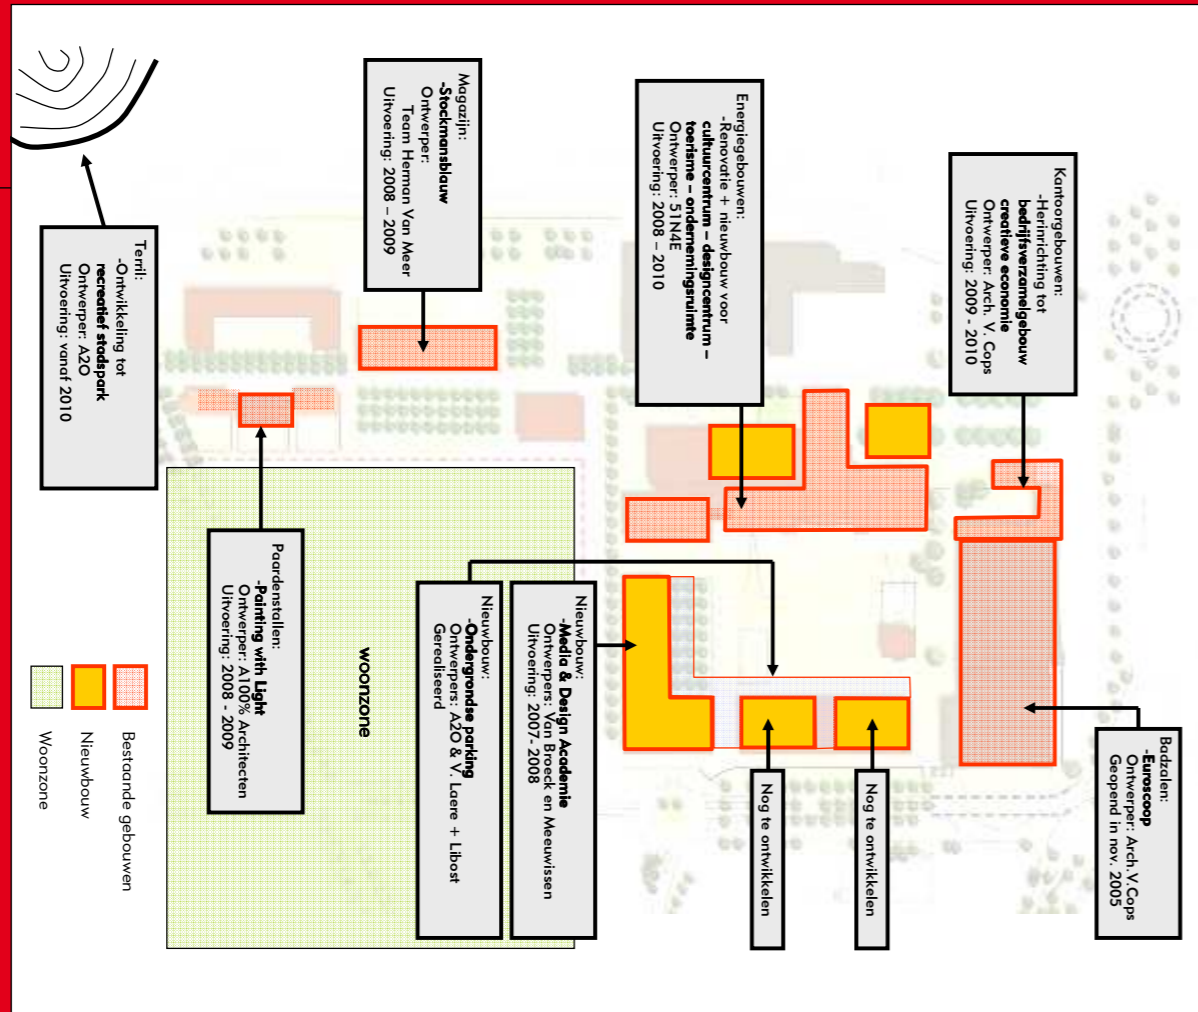 Terril:
-Ontwikkeling tot
recreatief stadspark
Ontwerper: A2O
Uitvoering: vanaf 2010
Magazijn:
-Stockmansblauw
Ontwerper:
Team Herman Van Meer
Uitvoering: 2008 – 2009
Energiegebouwen:
-Renovatie + nieuwbouw voor
cultuurcentrum – designcentrum –
toerisme – ondernemingsruimte
Ontwerper: 51N4E
Uitvoering: 2008 – 2010
Kantoorgebouwen:
-Herinrichting tot
bedrijfsverzamelgebouw
creatieve economie
Ontwerper: Arch. V. Cops
Uitvoering: 2009 - 2010
Paardenstallen:
-Painting with Light
Ontwerper: A100% Architecten
Uitvoering: 2008 - 2009
woonzone
Nieuwbouw:
-Ondergrondse parking
Ontwerpers: A2O & V. Laere + Libost
Gerealiseerd
Nieuwbouw:
-Media & Design Academie
Ontwerpers: Van Broeck en Meeuwissen
Uitvoering: 2007- 2008
Nog te ontwikkelen
Nog te ontwikkelen
Badzalen:
-Euroscoop
Ontwerper: Arch.V.Cops
Geopend in nov. 2005
Bestaande gebouwen
Nieuwbouw
Woonzone